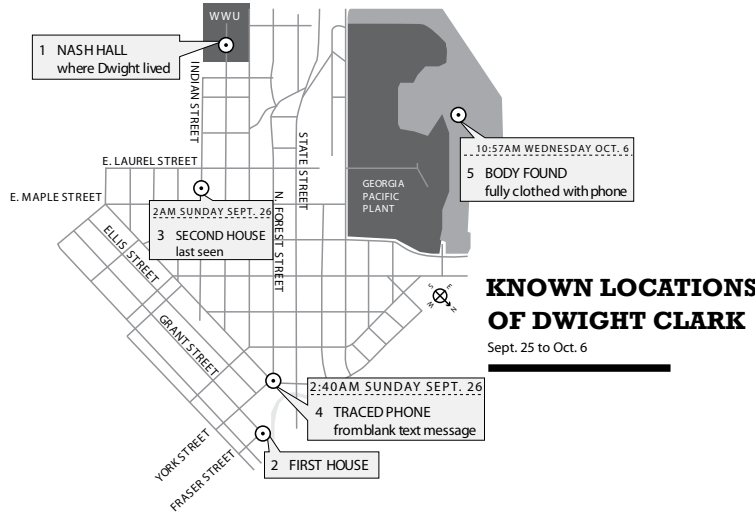 WWU
1 NASH HALL
where Dwight lived
INDIAN STREET
STATE STREET
N. FOREST STREET
E. LAUREL STREET
E. MAPLE STREET
10:57AM WEDNESDAY OCT. 6
5 BODY FOUND
fully clothed with phone
GEORGIA
PACIFIC
PLANT
2AM SUNDAY SEPT. 26
3 SECOND HOUSE
last seen
ELLIS STREET
GRANT STREET
S
E
W
N
KNOWN LOCATIONS
OF DWIGHT CLARK
Sept. 25 to Oct. 6
2:40AM SUNDAY SEPT. 26
4 TRACED PHONE
from blank text message
YORK STREET
FRASER STREET
2 FIRST HOUSE